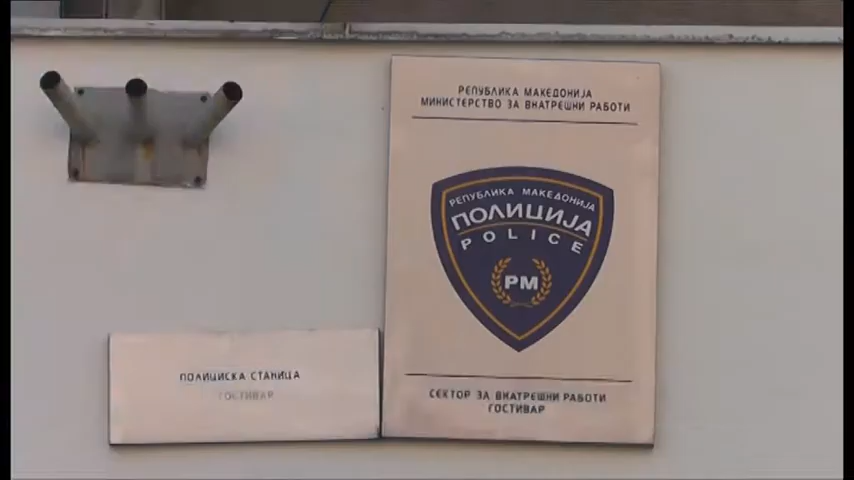 РЕПУБЛИКА МАКЕДОНИЈА
МИНИСТЕРСТВО ЗА ВНАТРЕШНИ РАБОТИ
РЕПУБЛИКА МАКЕДОНИЈА
ПОЛИЦИЈА
POLICE
РМ
СЕКТОР ЗА ВНАТРЕШНИ РАБОТИ
ГОСТИВАР
ПОЛИЦИСКА СТАНИЦА
ГОСТИВАР